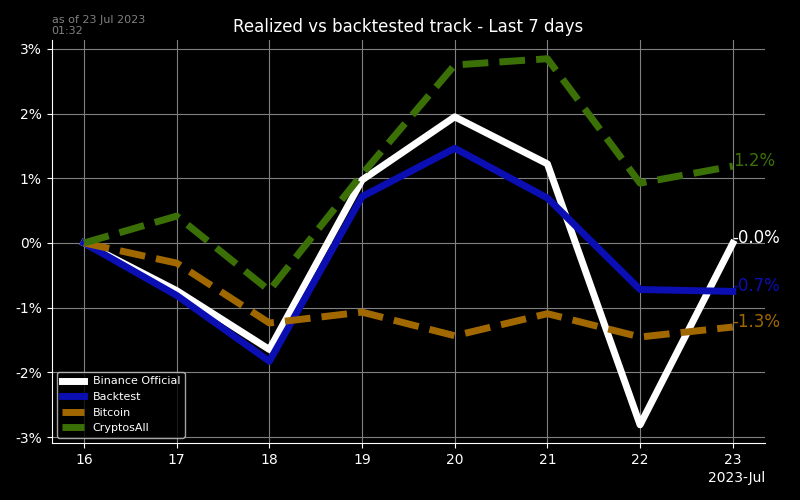 as of 23 Jul 2023
01:32
Realized vs backtested track - Last 7 days
3%
2%
1%
0%
-1%
-2%
-3%
1.2%
-0.0%
-0.7%
-1.3%
Binance Official
Backtest
Bitcoin
CryptosAll
16
17
18
19
20
21
22
23
2023-Jul